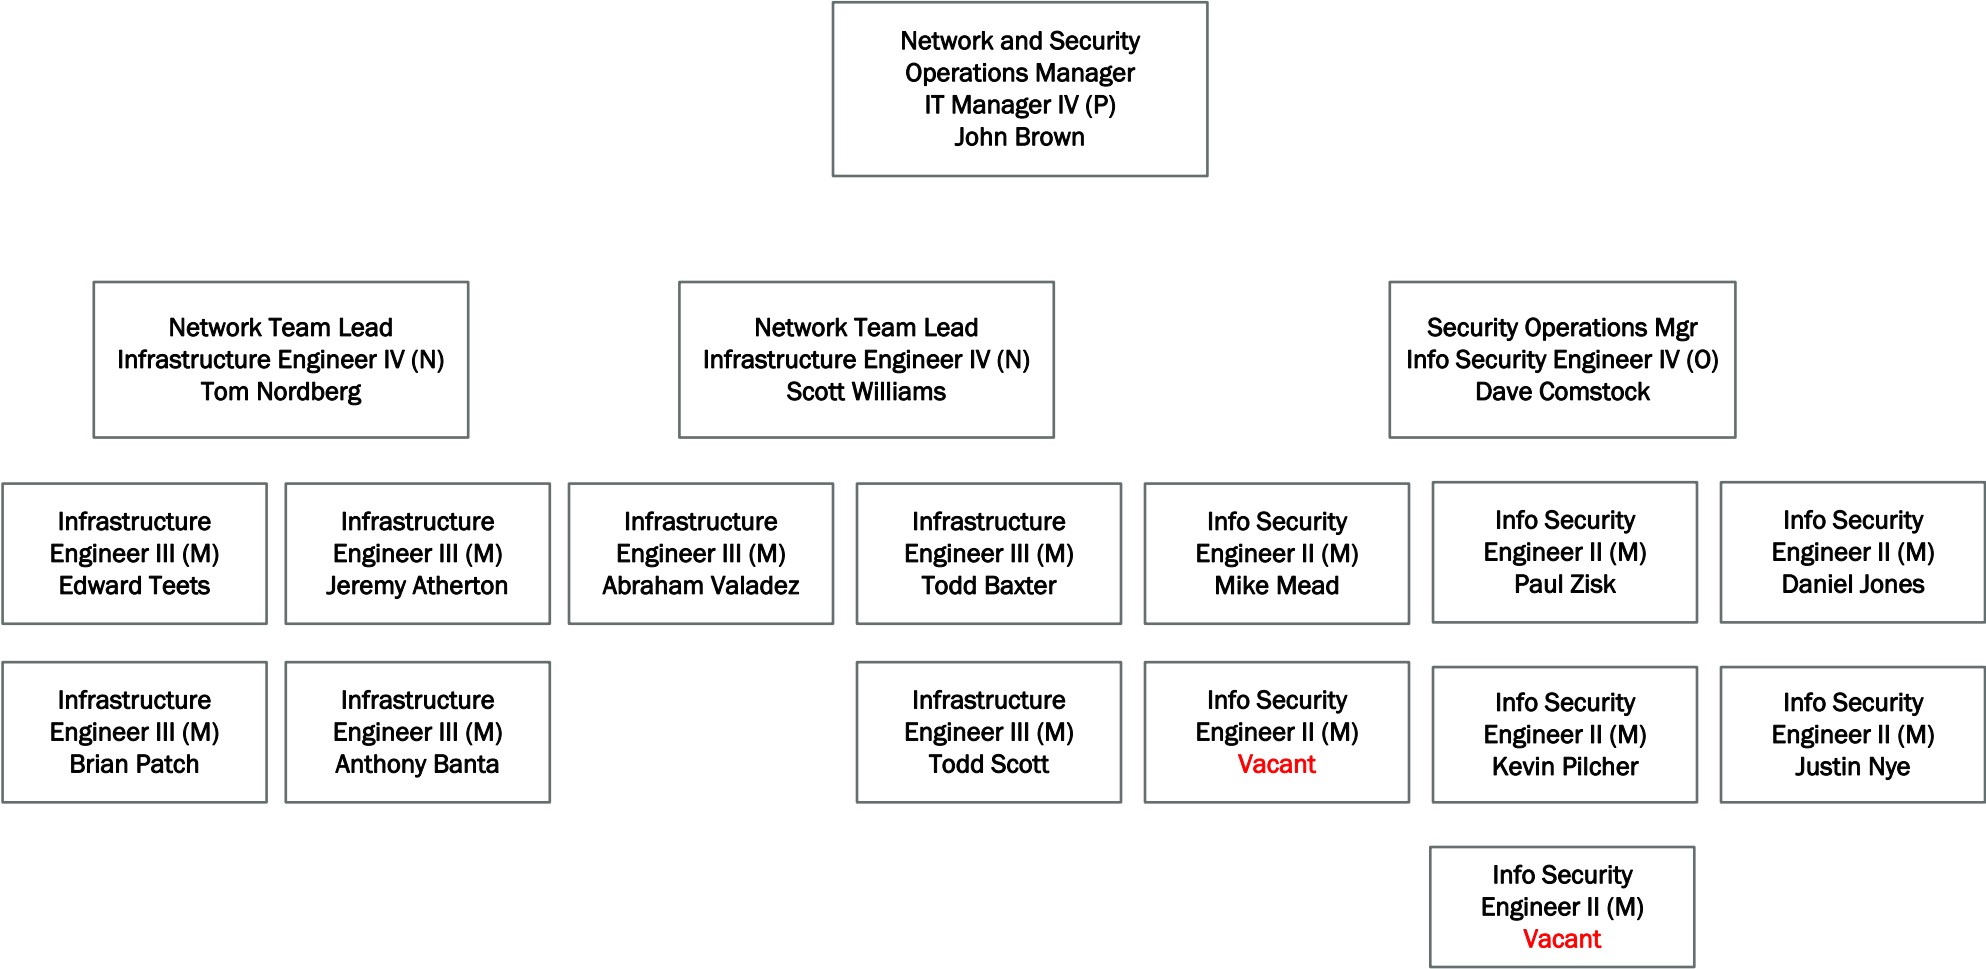 Network and Security
Operations Manager
IT Manager IV (P)
John Brown
Network Team Lead
Infrastructure Engineer IV (N)
Tom Nordberg
Network Team Lead
Infrastructure Engineer IV (N)
Scott Williams
Security Operations Mgr
Info Security Engineer IV (O)
Dave Comstock
Infrastructure
Engineer III (M)
Edward Teets
Infrastructure
Engineer III (M)
Jeremy Atherton
Infrastructure
Engineer III (M)
Abraham Valadez
Infrastructure
Engineer III (M)
Todd Baxter
Info Security
Engineer II (M)
Mike Mead
Info Security
Engineer II (M)
Paul Zisk
Info Security
Engineer II (M)
Daniel Jones
Infrastructure
Engineer III (M)
Brian Patch
Infrastructure
Engineer III (M)
Anthony Banta
Infrastructure
Engineer III (M)
Todd Scott
Info Security
Engineer II (M)
Vacant
Info Security
Engineer II (M)
Kevin Pilcher
Info Security
Engineer II (M)
Justin Nye
Info Security
Engineer II (M)
Vacant